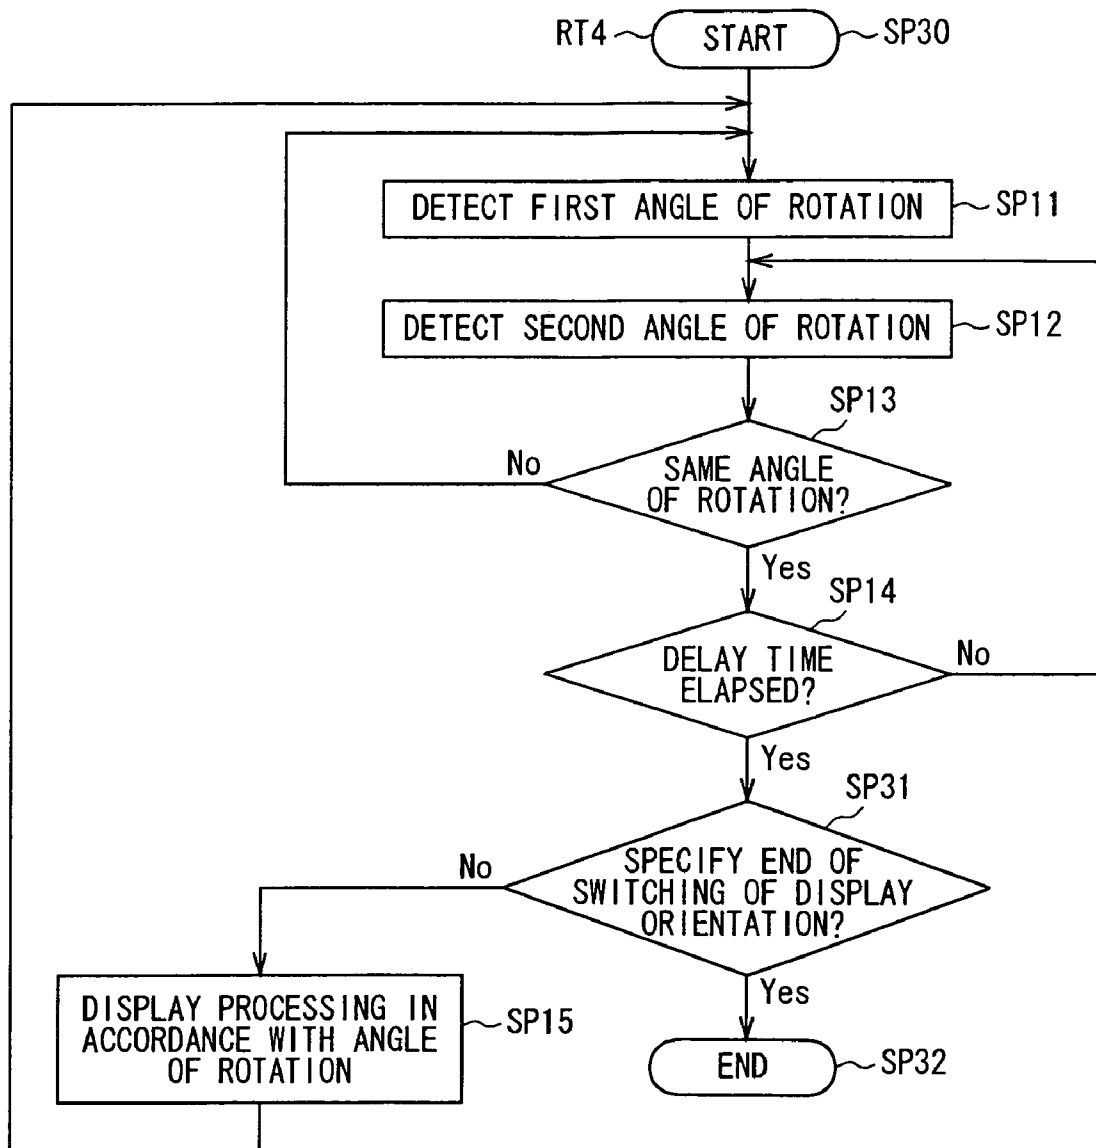 RT4
START
SP30
DETECT FIRST ANGLE OF ROTATION
SP11
DETECT SECOND ANGLE OF ROTATION
SP12
SP13
No
SAME ANGLE
OF ROTATION?
Yes
SP14
DELAY TIME
ELAPSED?
No
Yes
SP31
No
SPECIFY END OF
SWITCHING OF DISPLAY
ORIENTATION?
Yes
DISPLAY PROCESSING IN
ACCORDANCE WITH ANGLE
OF ROTATION
SP15
END
SP32